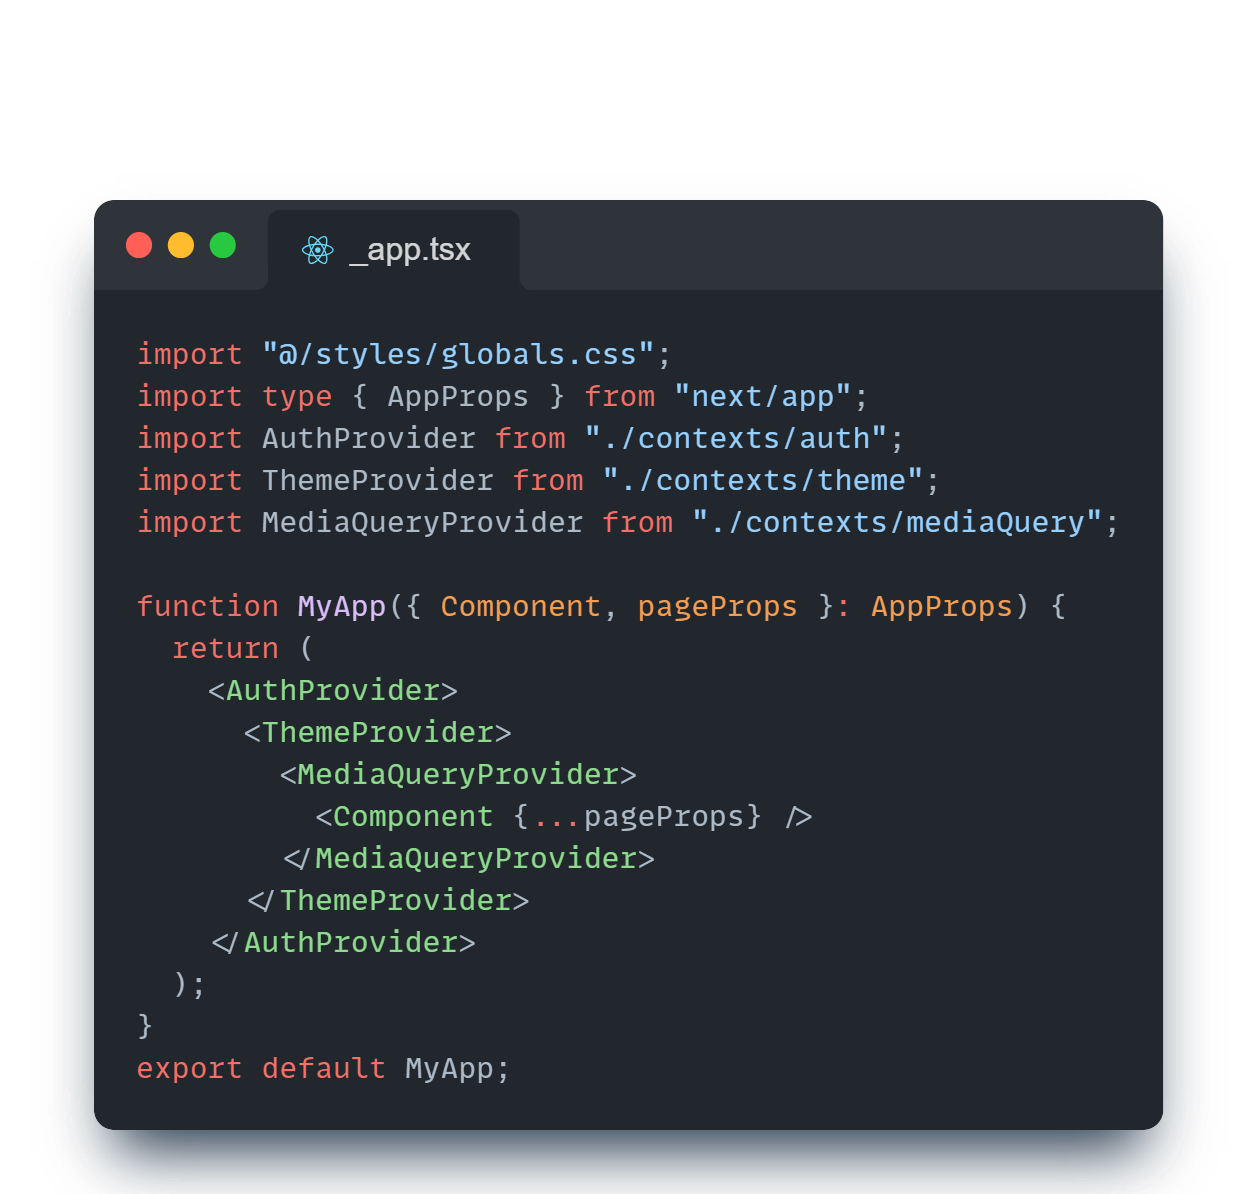 _app.tsx
import "@/styles/globals.css";
import type { AppProps } from "next/app";
import AuthProvider from "./contexts/auth";
import ThemeProvider from "./contexts/theme";
import MediaQueryProvider from "./contexts/mediaQuery";

function MyApp({ Component, pageProps }: AppProps) {
  return (
    <AuthProvider>
      <ThemeProvider>
        <MediaQueryProvider>
          <Component {...pageProps} />
        </MediaQueryProvider>
      </ThemeProvider>
    </AuthProvider>
  );
}
export default MyApp;